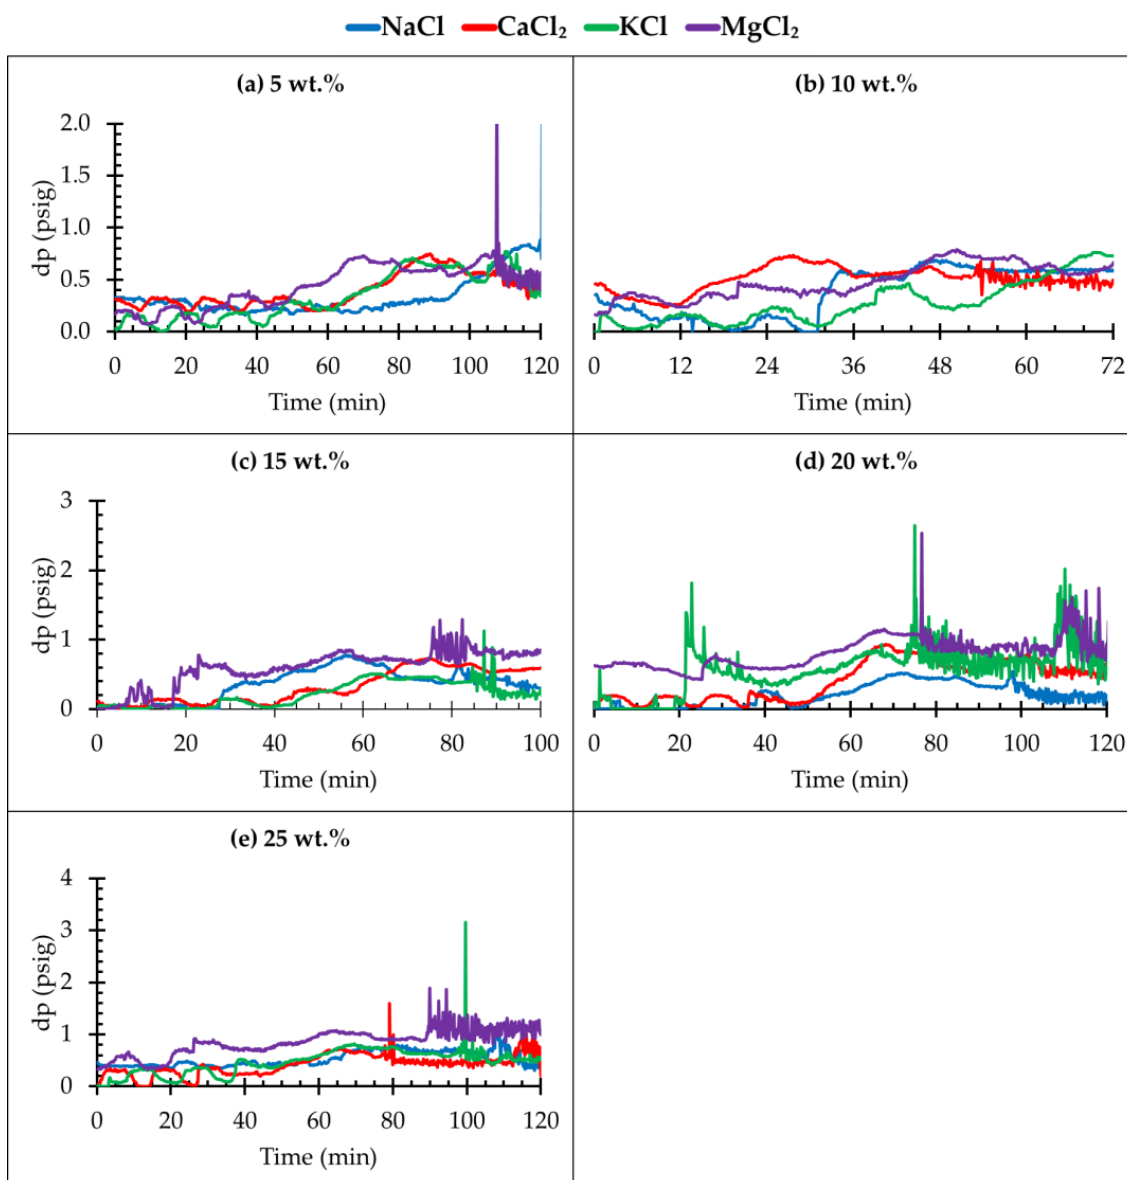 NaCl CaCl₂ KCl MgCl₂
(a) 5 wt.%
2.0
1.5
1.0
0.5
0.0
dp (psig)
0 20 40 60 80 100 120
Time (min)
(b) 10 wt.%
0 12 24 36 48 60 72
Time (min)
(c) 15 wt.%
3
2
1
0
dp (psig)
0 20 40 60 80 100
Time (min)
(d) 20 wt.%
0 20 40 60 80 100 120
Time (min)
(e) 25 wt.%
4
3
2
1
0
dp (psig)
0 20 40 60 80 100 120
Time (min)